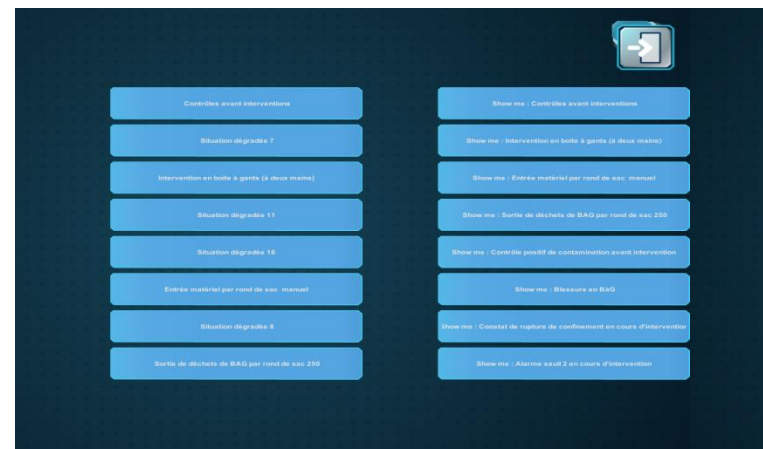 Contrôles avant interventions
Situation dégradée 7
Intervention en boîte à gants (à deux mains)
Situation dégradée 11
Situation dégradée 16
Entrée matériel par rond de sac manuel
Situation dégradée 6
Sortie de déchets de BAG par rond de sac 250
Show me : Contrôles avant interventions
Show me : Intervention en boîte à gants (à deux mains)
Show me : Entrée matériel par rond de sac manuel
Show me : Sortie de déchets de BAG par rond de sac 250
Show me : Contrôle positif de contamination avant intervention
Show me : Blessure en BàG
Show me : Constat de rupture de confinement en cours d'intervention
Show me : Alarme seuil 2 en cours d'intervention